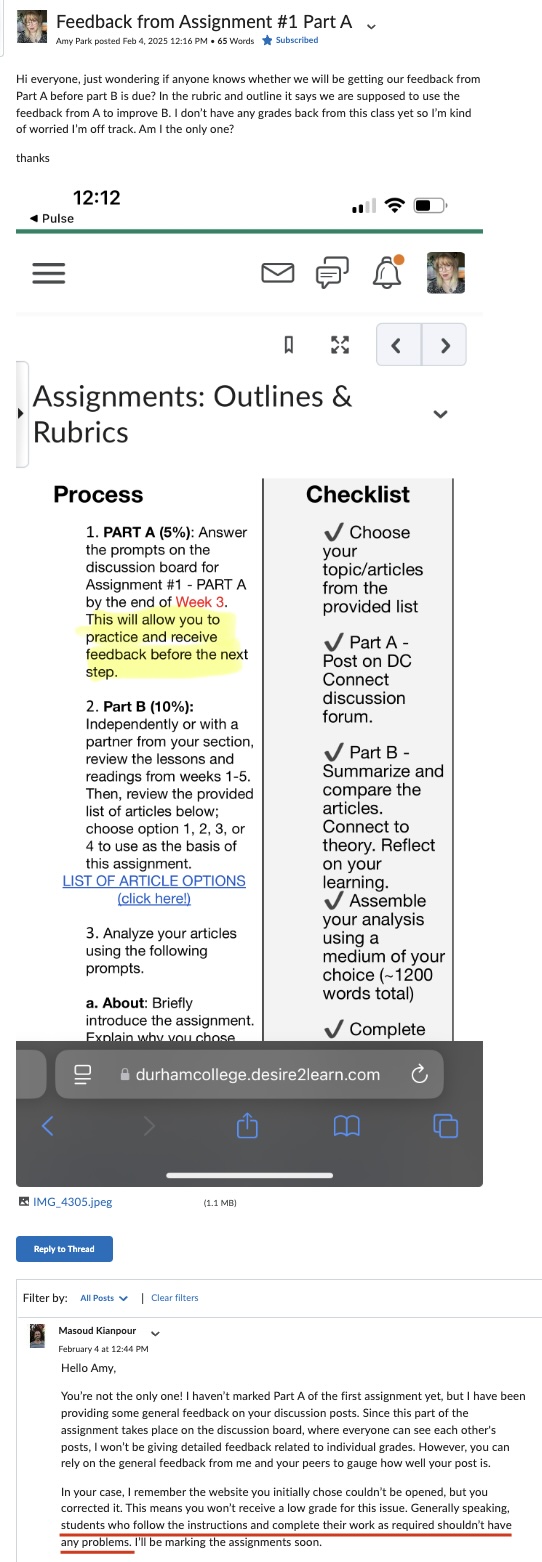 Feedback from Assignment #1 Part A
Amy Park posted Feb 4, 2025 12:16 PM • 65 Words Subscribed
Hi everyone, just wondering if anyone knows whether we will be getting our feedback from
Part A before part B is due? In the rubric and outline it says we are supposed to use the
feedback from A to improve B. I don't have any grades back from this class yet so I'm kind
of worried I'm off track. Am I the only one?
thanks
12:12
◄ Pulse
Assignments: Outlines &
Rubrics
Process
1. PART A (5%): Answer
the prompts on the
discussion board for
Assignment #1 - PART A
by the end of Week 3.
This will allow you to
practice and receive
feedback before the next
step.
2. Part B (10%):
Independently or with a
partner from your section,
review the lessons and
readings from weeks 1-5.
Then, review the provided
list of articles below;
choose option 1, 2, 3, or
4 to use as the basis of
this assignment.
LIST OF ARTICLE OPTIONS
(click here!)
3. Analyze your articles
using the following
prompts.
a. About: Briefly
introduce the assignment.
Explain why you chose
Checklist
✔ Choose
your
topic/articles
from the
provided list
✔ Part A -
Post on DC
Connect
discussion
forum.
✔ Part B -
Summarize and
compare the
articles.
Connect to
theory. Reflect
on your
learning.
✔ Assemble
your analysis
using a
medium of your
choice (~1200
words total)
✔ Complete
durhamcollege.desire2learn.com
IMG_4305.jpeg (1.1 MB)
Reply to Thread
Filter by: All Posts | Clear filters
Masoud Kianpour
February 4 at 12:44 PM
Hello Amy,
You're not the only one! I haven't marked Part A of the first assignment yet, but I have been
providing some general feedback on your discussion posts. Since this part of the
assignment takes place on the discussion board, where everyone can see each other's
posts, I won't be giving detailed feedback related to individual grades. However, you can
rely on the general feedback from me and your peers to gauge how well your post is.
In your case, I remember the website you initially chose couldn't be opened, but you
corrected it. This means you won't receive a low grade for this issue. Generally speaking,
students who follow the instructions and complete their work as required shouldn't have
any problems. I'll be marking the assignments soon.